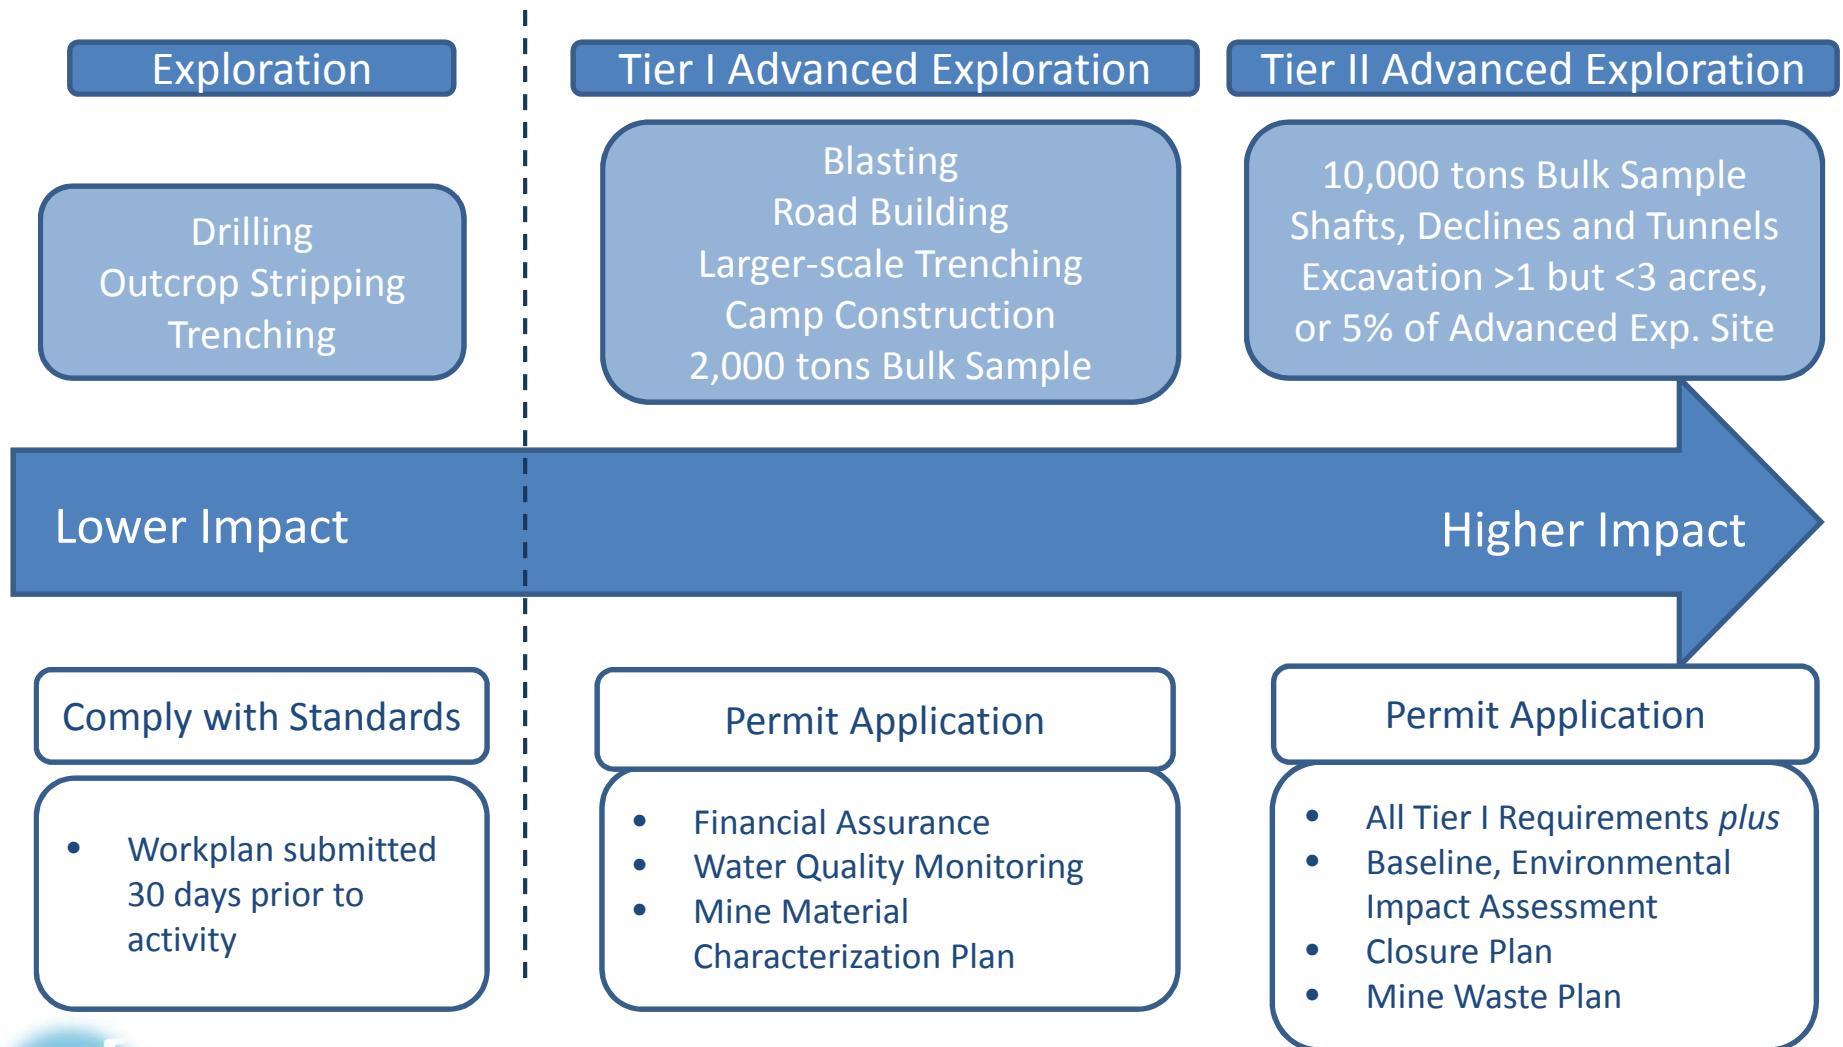 Exploration
Tier I Advanced Exploration
Tier II Advanced Exploration
Drilling
Outcrop Stripping
Trenching
Blasting
Road Building
Larger-scale Trenching
Camp Construction
2,000 tons Bulk Sample
10,000 tons Bulk Sample
Shafts, Declines and Tunnels
Excavation >1 but <3 acres,
or 5% of Advanced Exp. Site
Lower Impact
Higher Impact
Comply with Standards
• Workplan submitted
30 days prior to
activity
Permit Application
• Financial Assurance
• Water Quality Monitoring
• Mine Material
Characterization Plan
Permit Application
• All Tier I Requirements plus
• Baseline, Environmental
Impact Assessment
• Closure Plan
• Mine Waste Plan